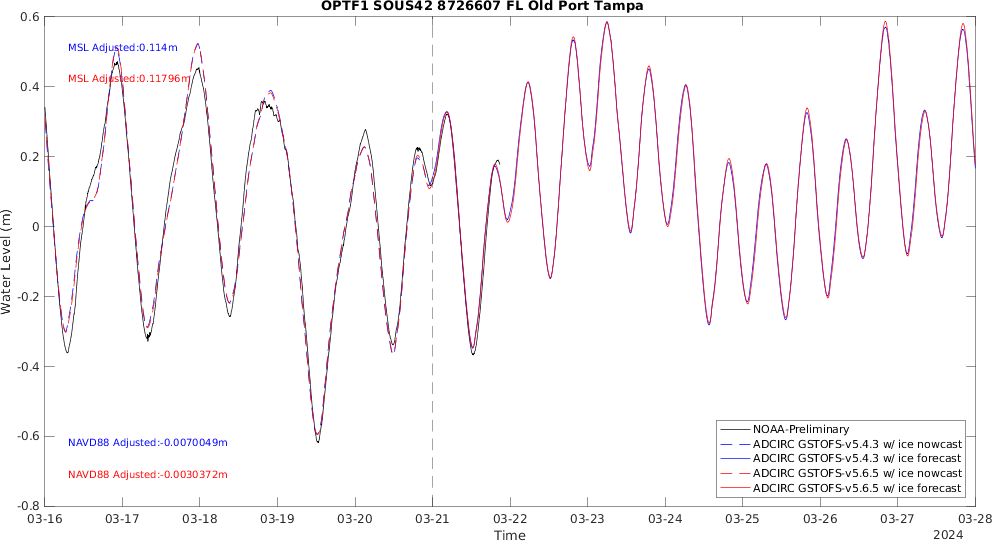 OPTF1 SOUS42 8726607 FL Old Port Tampa
0.6
MSL Adjusted:0.114m
MSL Adjusted:0.11796m
0.4
0.2
0
-0.2
-0.4
-0.6
-0.8
Water Level (m)
NAVD88 Adjusted:-0.0070049m
NAVD88 Adjusted:-0.0030372m
NOAA-Preliminary
ADCIRC GSTOFS-v5.4.3 w/ ice nowcast
ADCIRC GSTOFS-v5.4.3 w/ ice forecast
ADCIRC GSTOFS-v5.6.5 w/ ice nowcast
ADCIRC GSTOFS-v5.6.5 w/ ice forecast
03-16 03-17 03-18 03-19 03-20 03-21 03-22 03-23 03-24 03-25 03-26 03-27 03-28
Time
2024